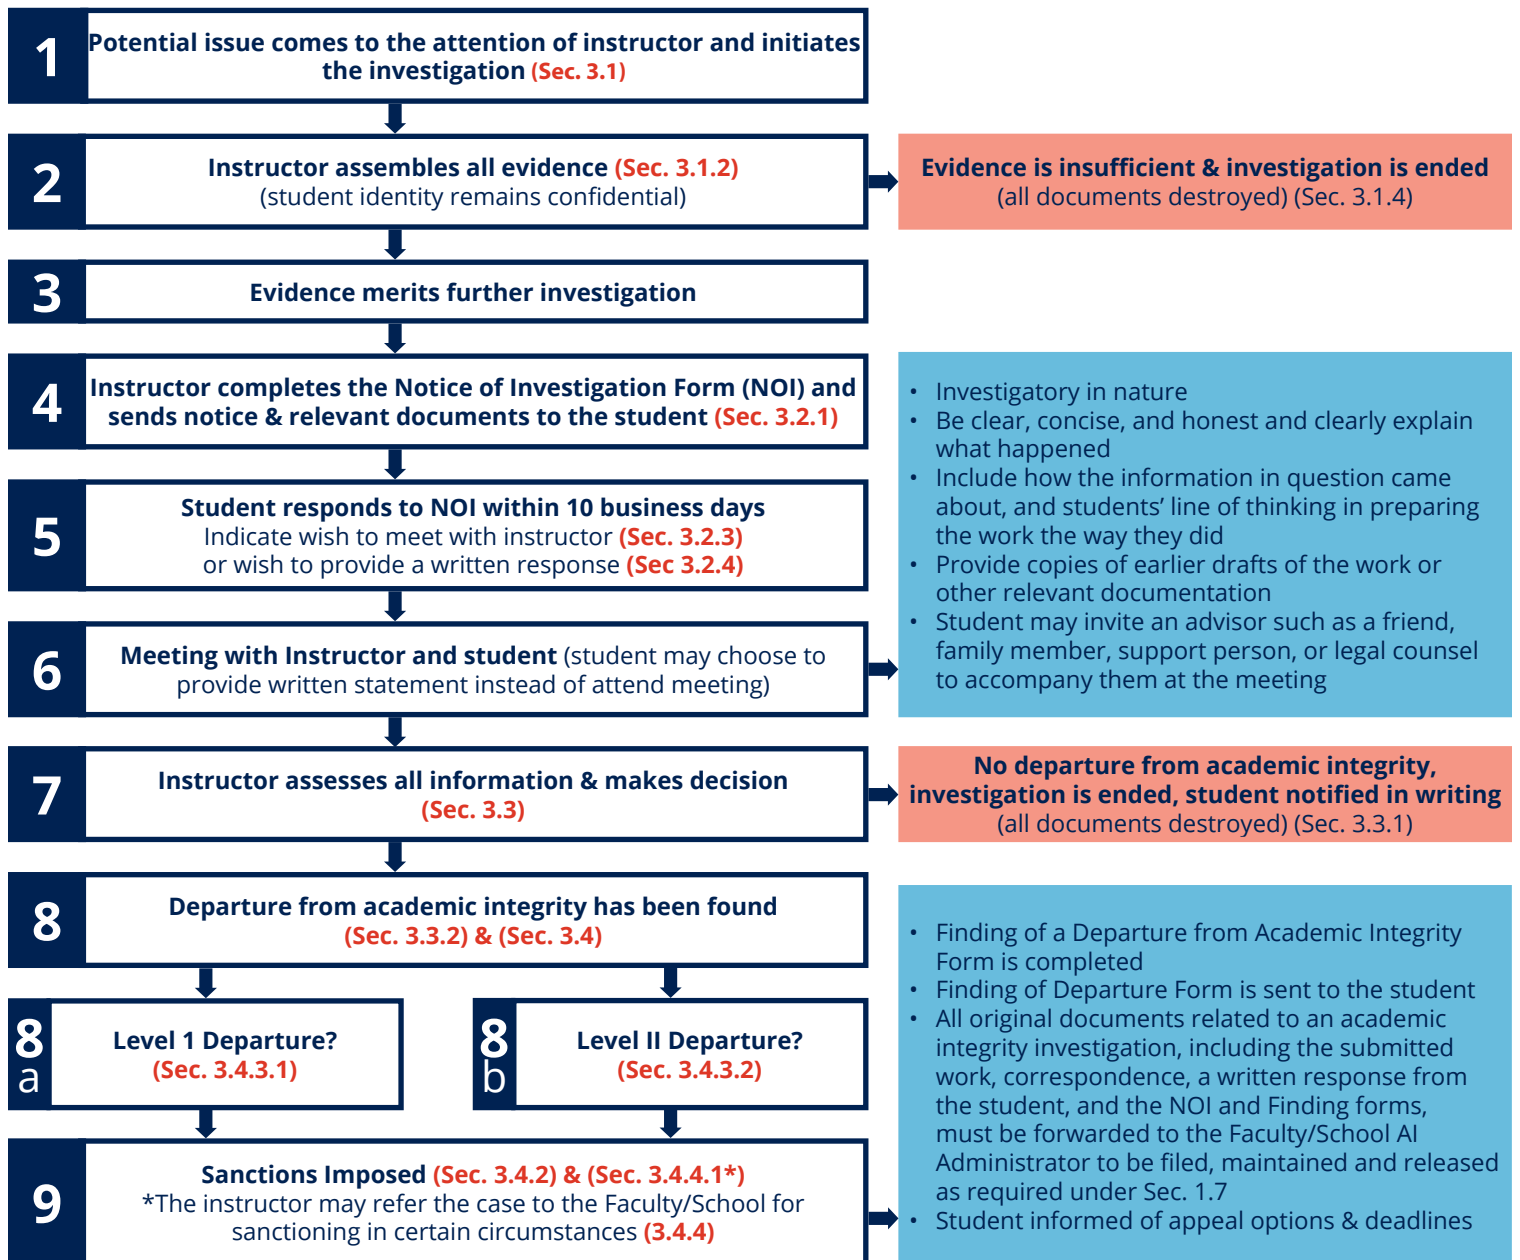 1
Potential issue comes to the attention of instructor and initiates
the investigation (Sec. 3.1)
2
Instructor assembles all evidence (Sec. 3.1.2)
(student identity remains confidential)
Evidence is insufficient & investigation is ended
(all documents destroyed) (Sec. 3.1.4)
3
Evidence merits further investigation
4
Instructor completes the Notice of Investigation Form (NOI) and
sends notice & relevant documents to the student (Sec. 3.2.1)
5
Student responds to NOI within 10 business days
Indicate wish to meet with instructor (Sec. 3.2.3)
or wish to provide a written response (Sec 3.2.4)
6
Meeting with Instructor and student (student may choose to
provide written statement instead of attend meeting)
• Investigatory in nature
• Be clear, concise, and honest and clearly explain
what happened
• Include how the information in question came
about, and students’ line of thinking in preparing
the work the way they did
• Provide copies of earlier drafts of the work or
other relevant documentation
• Student may invite an advisor such as a friend,
family member, support person, or legal counsel
to accompany them at the meeting
7
Instructor assesses all information & makes decision
(Sec. 3.3)
No departure from academic integrity,
investigation is ended, student notified in writing
(all documents destroyed) (Sec. 3.3.1)
8
Departure from academic integrity has been found
(Sec. 3.3.2) & (Sec. 3.4)
8
a
Level 1 Departure?
(Sec. 3.4.3.1)
8
b
Level II Departure?
(Sec. 3.4.3.2)
9
Sanctions Imposed (Sec. 3.4.2) & (Sec. 3.4.4.1*)
*The instructor may refer the case to the Faculty/School for
sanctioning in certain circumstances (3.4.4)
• Finding of a Departure from Academic Integrity
Form is completed
• Finding of Departure Form is sent to the student
• All original documents related to an academic
integrity investigation, including the submitted
work, correspondence, a written response from
the student, and the NOI and Finding forms,
must be forwarded to the Faculty/School AI
Administrator to be filed, maintained and released
as required under Sec. 1.7
• Student informed of appeal options & deadlines